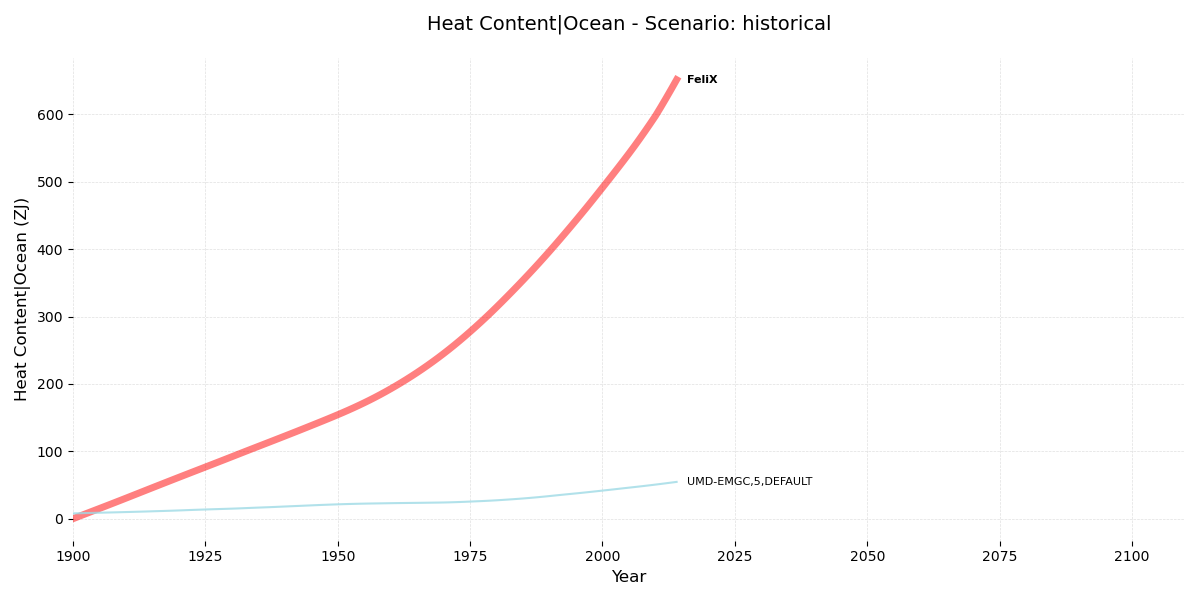 Heat Content|Ocean - Scenario: historical
Heat Content|Ocean (ZJ)
600
500
400
300
200
100
0
FeliX
UMD-EMGC,5,DEFAULT
1900 1925 1950 1975 2000 2025 2050 2075 2100
Year